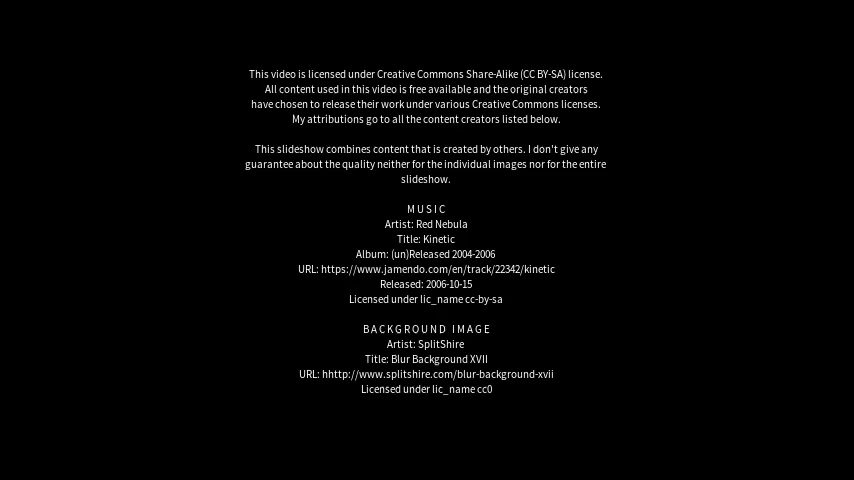 This video is licensed under Creative Commons Share-Alike (CC BY-SA) license.
All content used in this video is free available and the original creators
have chosen to release their work under various Creative Commons licenses.
My attributions go to all the content creators listed below.
This slideshow combines content that is created by others. I don't give any
guarantee about the quality neither for the individual images nor for the entire
slideshow.
MUSIC
Artist: Red Nebula
Title: Kinetic
Album: (un)Released 2004-2006
URL: https://www.jamendo.com/en/track/22342/kinetic
Released: 2006-10-15
Licensed under lic_name cc-by-sa
BACKGROUND IMAGE
Artist: SplitShire
Title: Blur Background XVII
URL: hhttp://www.splitshire.com/blur-background-xvii
Licensed under lic_name cc0